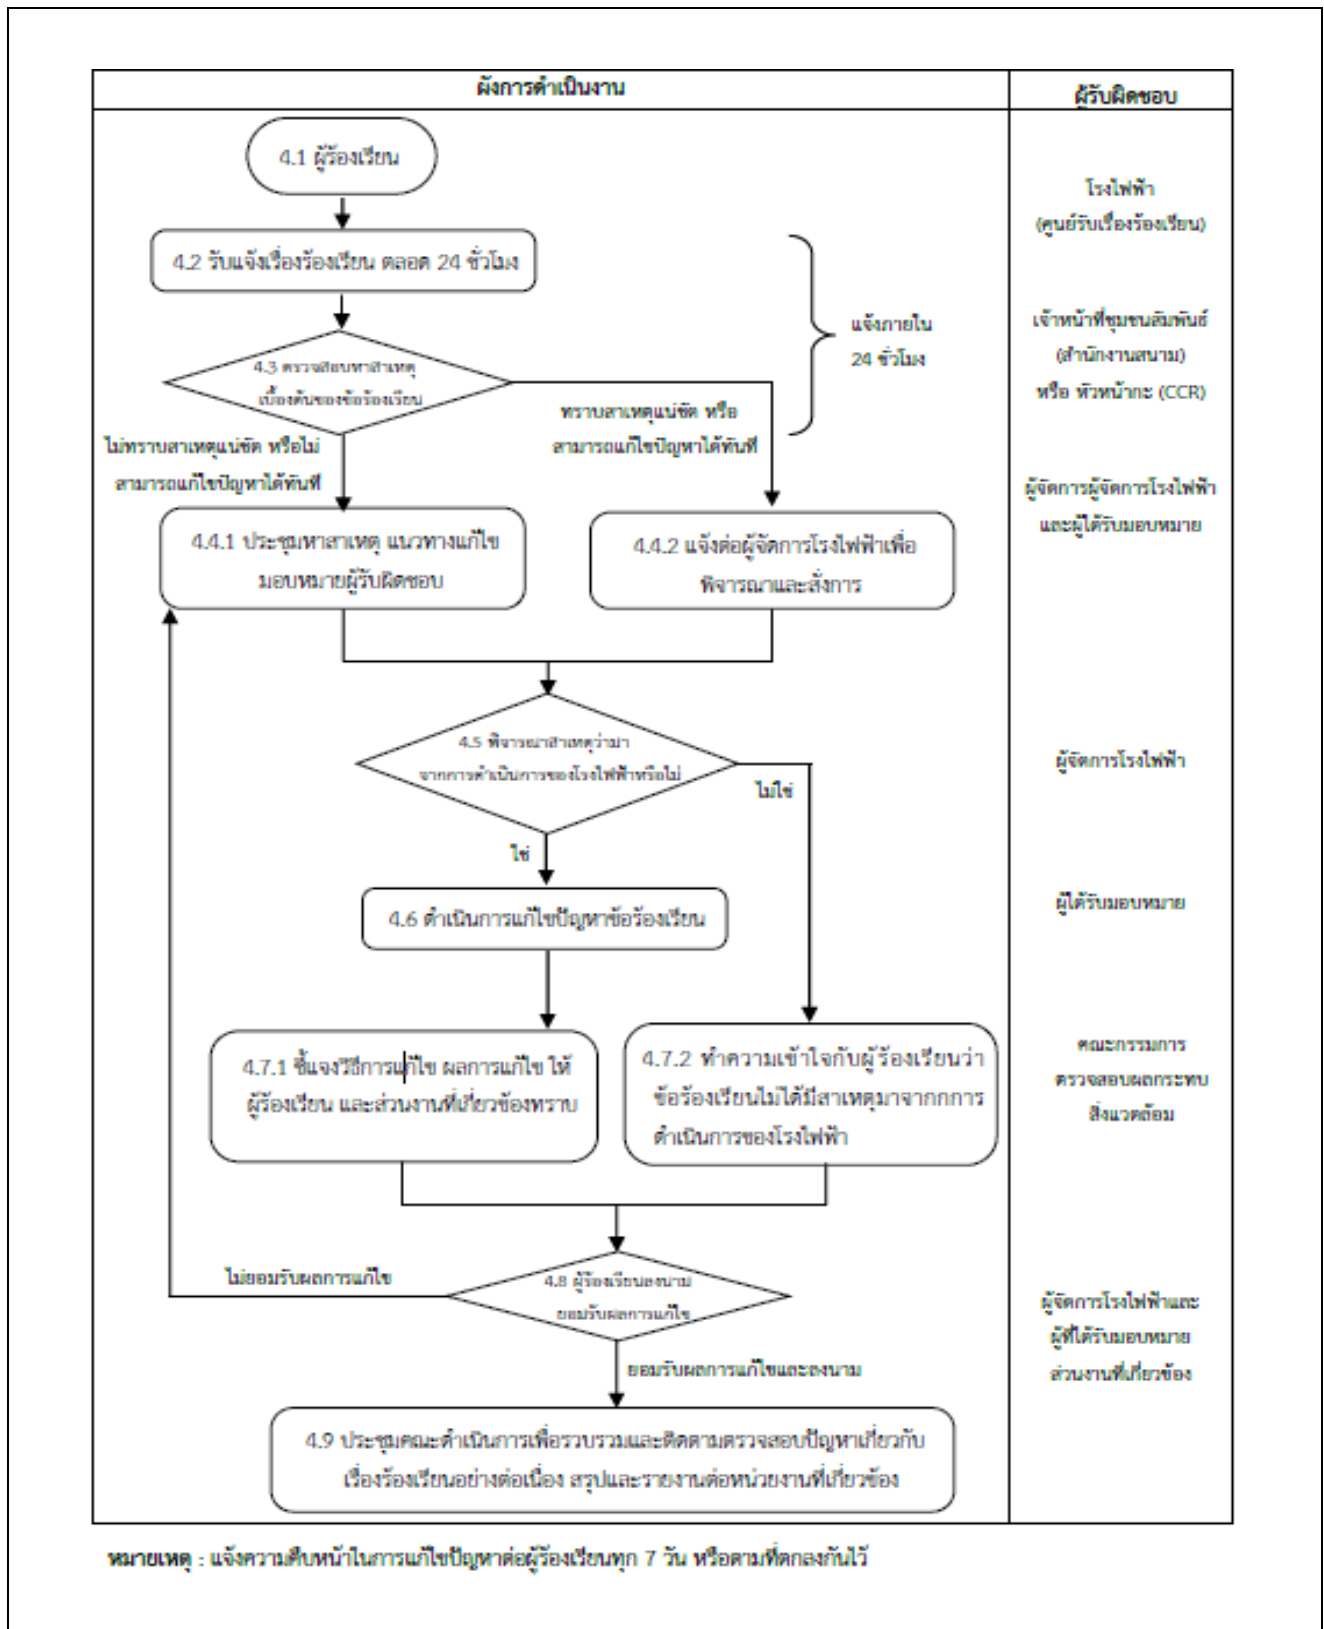 ผังการดำเนินงาน
ผู้รับผิดชอบ
4.1 ผู้ร้องเรียน
โรงไฟฟ้า
(ศูนย์รับเรื่องร้องเรียน)
4.2 รับแจ้งเรื่องร้องเรียน ตลอด 24 ชั่วโมง
แจ้งภายใน
24 ชั่วโมง
เจ้าหน้าที่ชุมชนสัมพันธ์
(สำนักงานสนาม)
หรือ หัวหน้ากะ (CCR)
4.3 ตรวจสอบหาสาเหตุ
เบื้องต้นของข้อร้องเรียน
ไม่ทราบสาเหตุแน่ชัด หรือไม่
สามารถแก้ไขปัญหาได้ทันที
ทราบสาเหตุแน่ชัด หรือ
สามารถแก้ไขปัญหาได้ทันที
ผู้จัดการผู้จัดการโรงไฟฟ้า
และผู้ได้รับมอบหมาย
4.4.1 ประชุมหาสาเหตุ แนวทางแก้ไข
มอบหมายผู้รับผิดชอบ
4.4.2 แจ้งต่อผู้จัดการโรงไฟฟ้าเพื่อ
พิจารณาและสั่งการ
4.5 พิจารณาสาเหตุว่ามา
จากการดำเนินการของโรงไฟฟ้าหรือไม่
ไม่ใช่
ผู้จัดการโรงไฟฟ้า
ใช่
4.6 ดำเนินการแก้ไขปัญหาข้อร้องเรียน
ผู้ได้รับมอบหมาย
4.7.1 ชี้แจงวิธีการแก้ไข ผลการแก้ไข ให้
ผู้ร้องเรียน และส่วนงานที่เกี่ยวข้องทราบ
4.7.2 ทำความเข้าใจกับผู้ร้องเรียนว่า
ข้อร้องเรียนไม่ได้มีสาเหตุมาจากกการ
ดำเนินการของโรงไฟฟ้า
คณะกรรมการ
ตรวจสอบผลกระทบ
สิ่งแวดล้อม
ไม่ยอมรับผลการแก้ไข
4.8 ผู้ร้องเรียนลงนาม
ยอมรับผลการแก้ไข
ยอมรับผลการแก้ไขและลงนาม
ผู้จัดการโรงไฟฟ้าและ
ผู้ที่ได้รับมอบหมาย
ส่วนงานที่เกี่ยวข้อง
4.9 ประชุมคณะดำเนินการเพื่อรวบรวมและติดตามตรวจสอบปัญหาเกี่ยวกับ
เรื่องร้องเรียนอย่างต่อเนื่อง สรุปและรายงานต่อหน่วยงานที่เกี่ยวข้อง
หมายเหตุ : แจ้งความคืบหน้าในการแก้ไขปัญหาต่อผู้ร้องเรียนทุก 7 วัน หรือตามที่ตกลงกันไว้